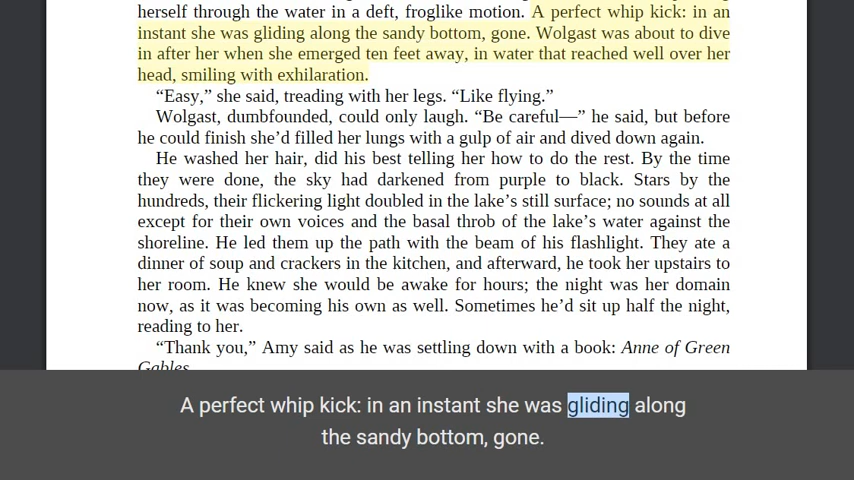 herself through the water in a deft, froglike motion. A perfect whip kick: in an
instant she was gliding along the sandy bottom, gone. Wolgast was about to dive
in after her when she emerged ten feet away, in water that reached well over her
head, smiling with exhilaration.
“Easy,” she said, treading with her legs. “Like flying.”
Wolgast, dumbfounded, could only laugh. “Be careful—” he said, but before
he could finish she’d filled her lungs with a gulp of air and dived down again.
He washed her hair, did his best telling her how to do the rest. By the time
they were done, the sky had darkened from purple to black. Stars by the
hundreds, their flickering light doubled in the lake’s still surface; no sounds at all
except for their own voices and the basal throb of the lake’s water against the
shoreline. He led them up the path with the beam of his flashlight. They ate a
dinner of soup and crackers in the kitchen, and afterward, he took her upstairs to
her room. He knew she would be awake for hours; the night was her domain
now, as it was becoming his own as well. Sometimes he’d sit up half the night,
reading to her.
“Thank you,” Amy said as he was settling down with a book: Anne of Green
Gables
A perfect whip kick: in an instant she was gliding along
the sandy bottom, gone.